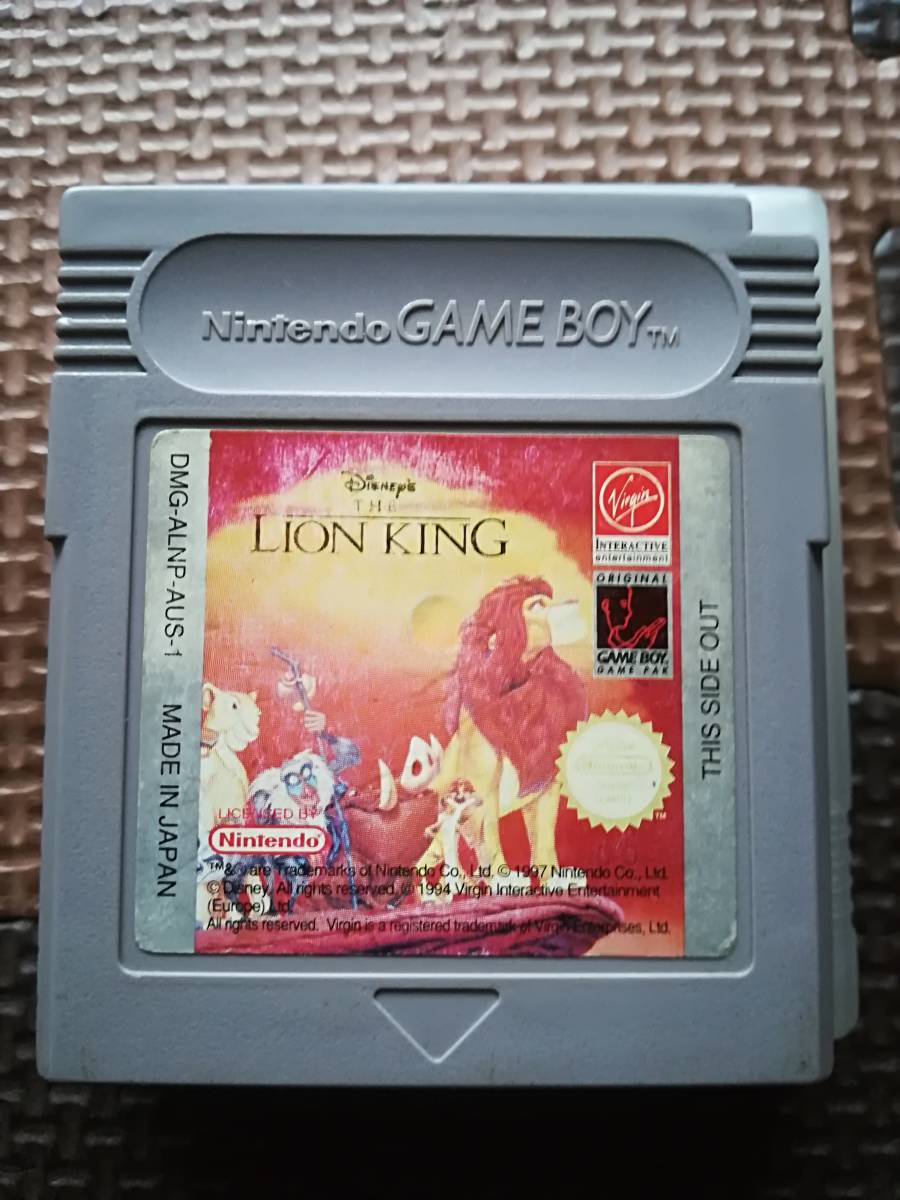 Nintendo GAME BOY TM
DMG-ALNP-AUS-1 MADE IN JAPAN
DISNEY'S
THE
LION KING
Virgin
INTERACTIVE
entertainment
ORIGINAL
GAME BOY
GAME PAK
THIS SIDE OUT
TM
LICENSED BY
Nintendo
™&® are Trademarks of Nintendo Co., Ltd. © 1997 Nintendo Co., Ltd.
© Disney. All rights reserved. © 1994 Virgin Interactive Entertainment
(Europe) Ltd.
All rights reserved. Virgin is a registered trademark of Virgin Enterprises, Ltd.